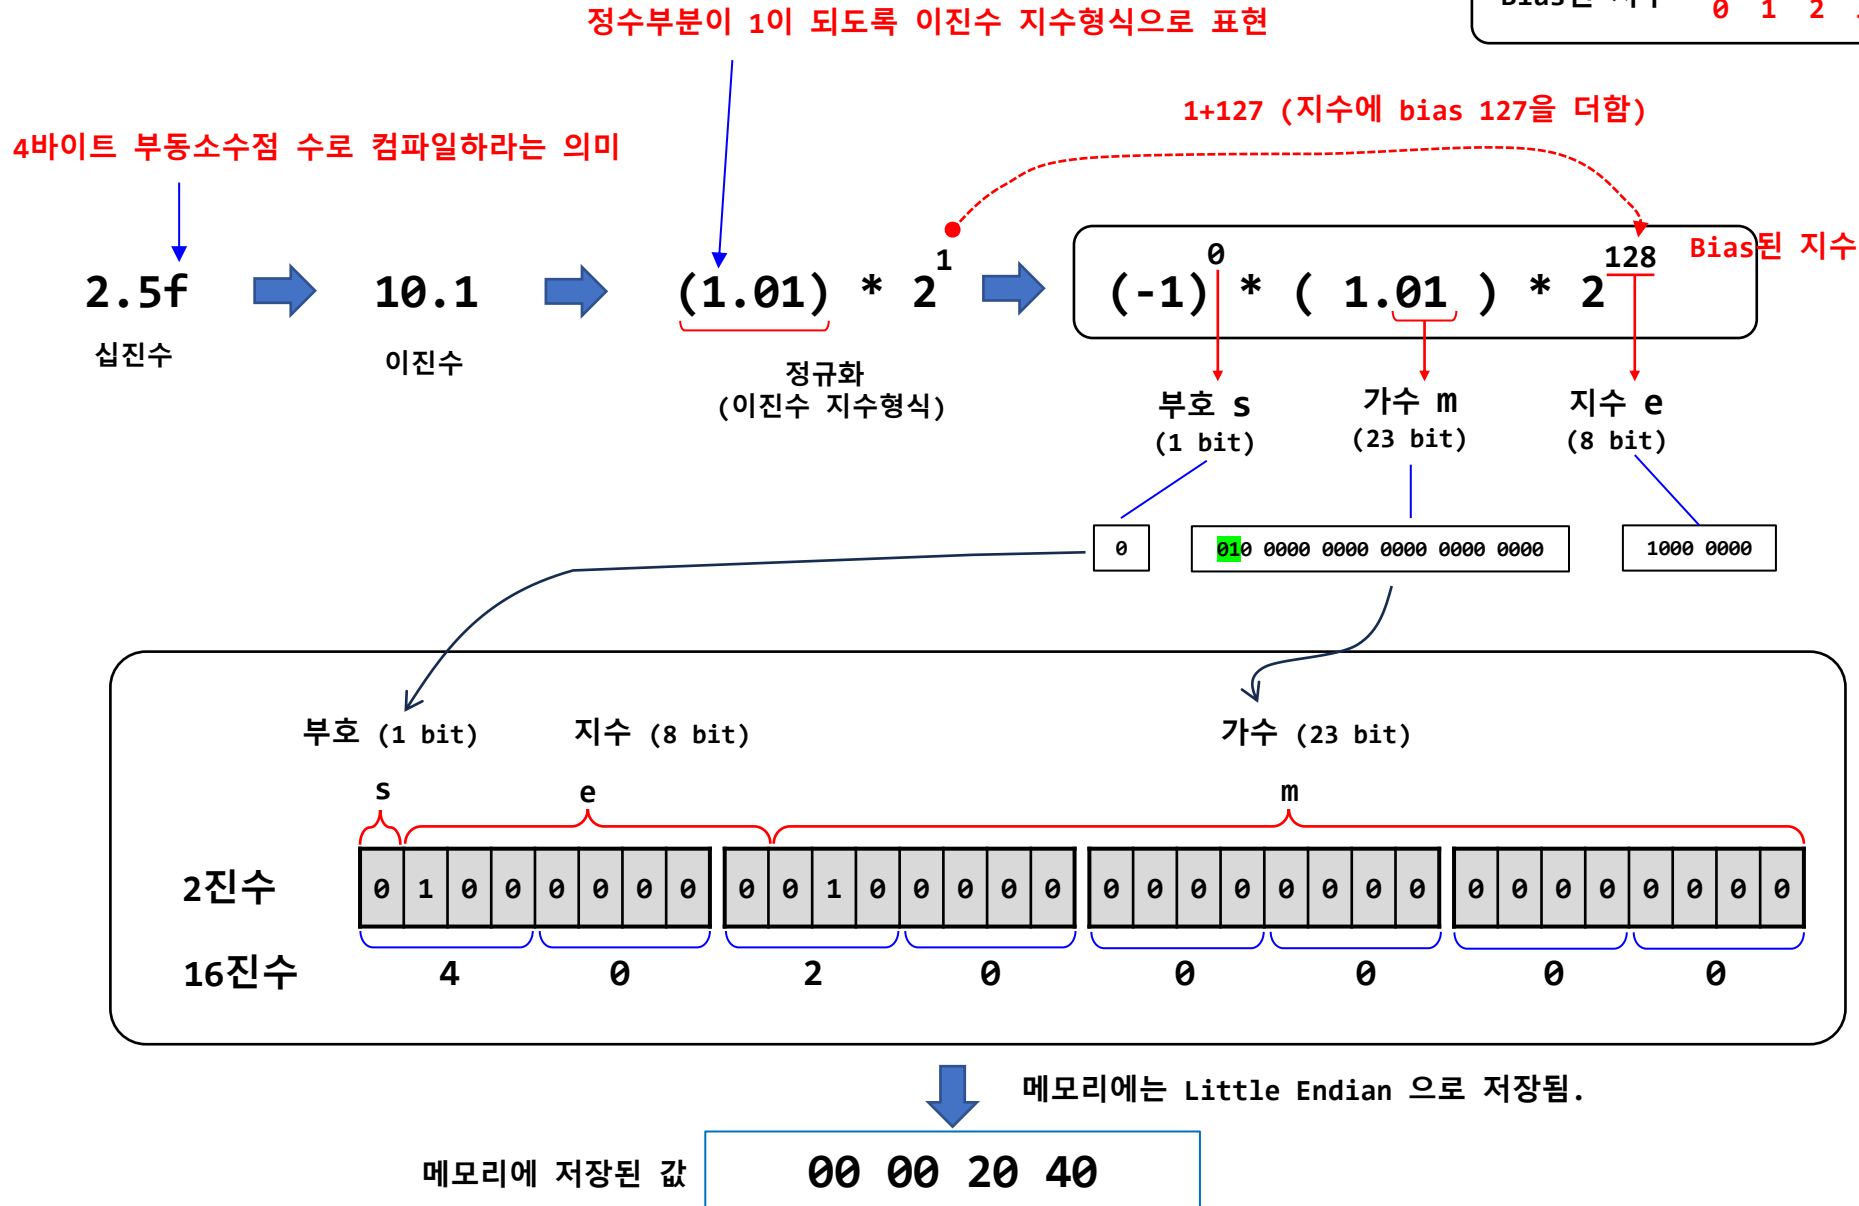 정수부분이 1이 되도록 이진수 지수형식으로 표현
0 1 2
1+127 (지수에 bias 127을 더함)
4바이트 부동소수점 수로 컴파일하라는 의미
2.5f
10.1
(1.01) * 2
1
(-1)
0
* ( 1.01 ) * 2
128
Bias된 지수
십진수
이진수
정규화
(이진수 지수형식)
부호 s
(1 bit)
가수 m
(23 bit)
지수 e
(8 bit)
0
010 0000 0000 0000 0000 0000
1000 0000
부호 (1 bit)
지수 (8 bit)
가수 (23 bit)
s
e
m
2진수
0 1 0 0 0 0 0 0 0 0 1 0 0 0 0 0 0 0 0 0 0 0 0 0 0 0 0 0 0 0 0 0
16진수
4 0 2 0 0 0 0 0
메모리에는 Little Endian 으로 저장됨.
메모리에 저장된 값
00 00 20 40